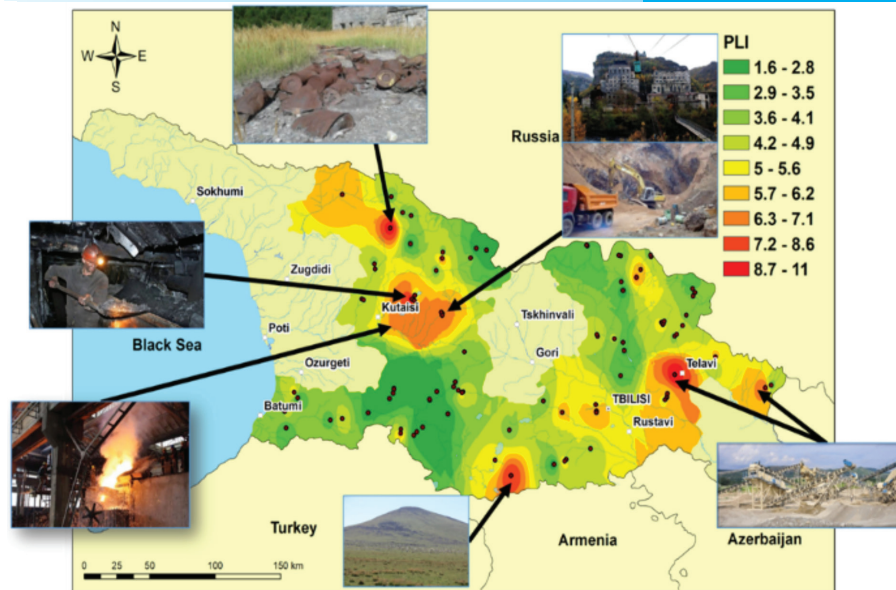 N
W E
S
Russia
PLI
1.6 - 2.8
2.9 - 3.5
3.6 - 4.1
4.2 - 4.9
5 - 5.6
5.7 - 6.2
6.3 - 7.1
7.2 - 8.6
8.7 - 11
Sokhumi
Zugdidi
Kutaisi
Tskhinvali
Poti
Black Sea
Gori
Ozurgeti
Telavi
Batumi
TBILISI
Rustavi
Turkey
Armenia
Azerbaijan
0 25 50 100 150 km